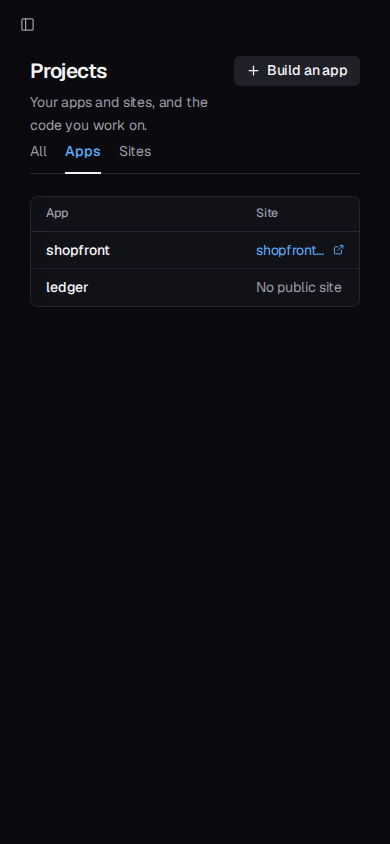 Projects
Build an app
Your apps and sites, and the
code you work on.
All Apps Sites
App Site
shopfront shopfront…
ledger No public site